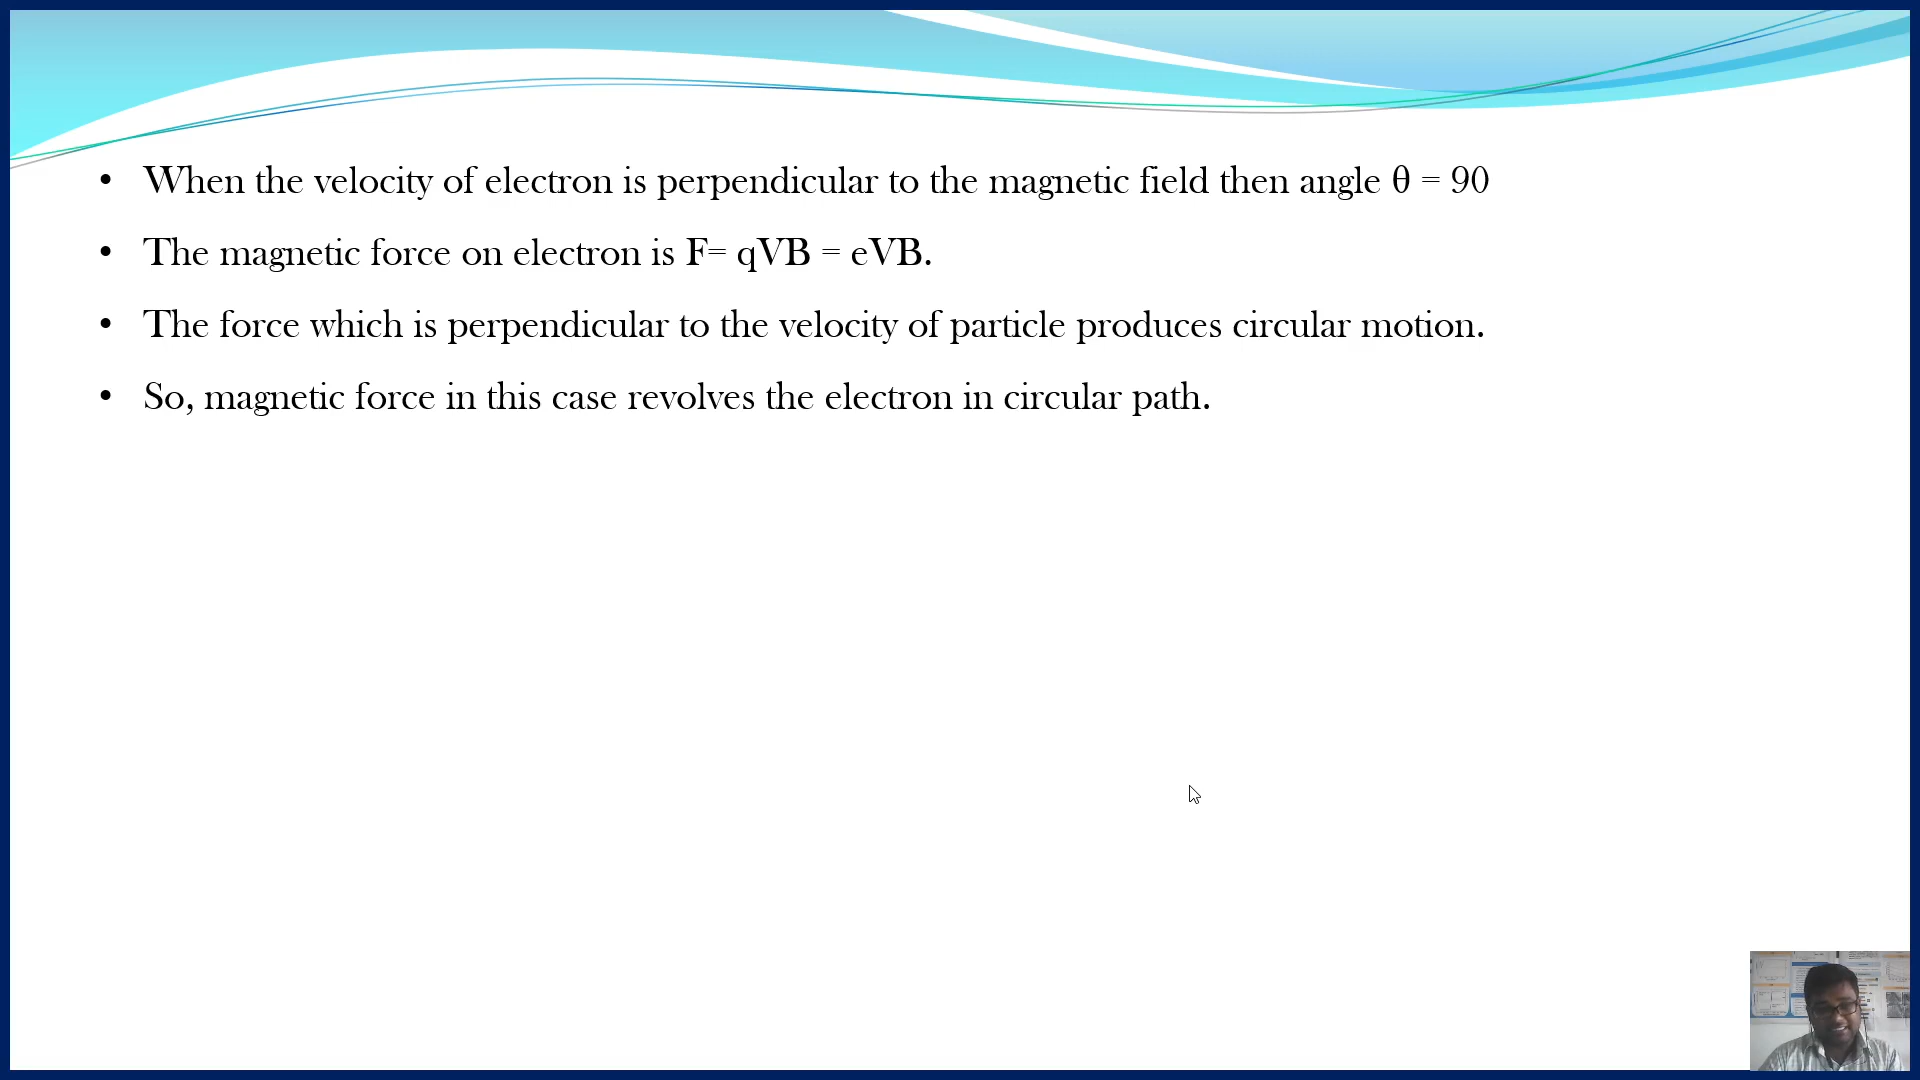 • When the velocity of electron is perpendicular to the magnetic field then angle θ = 90
• The magnetic force on electron is F= qVB = eVB.
• The force which is perpendicular to the velocity of particle produces circular motion.
• So, magnetic force in this case revolves the electron in circular path.